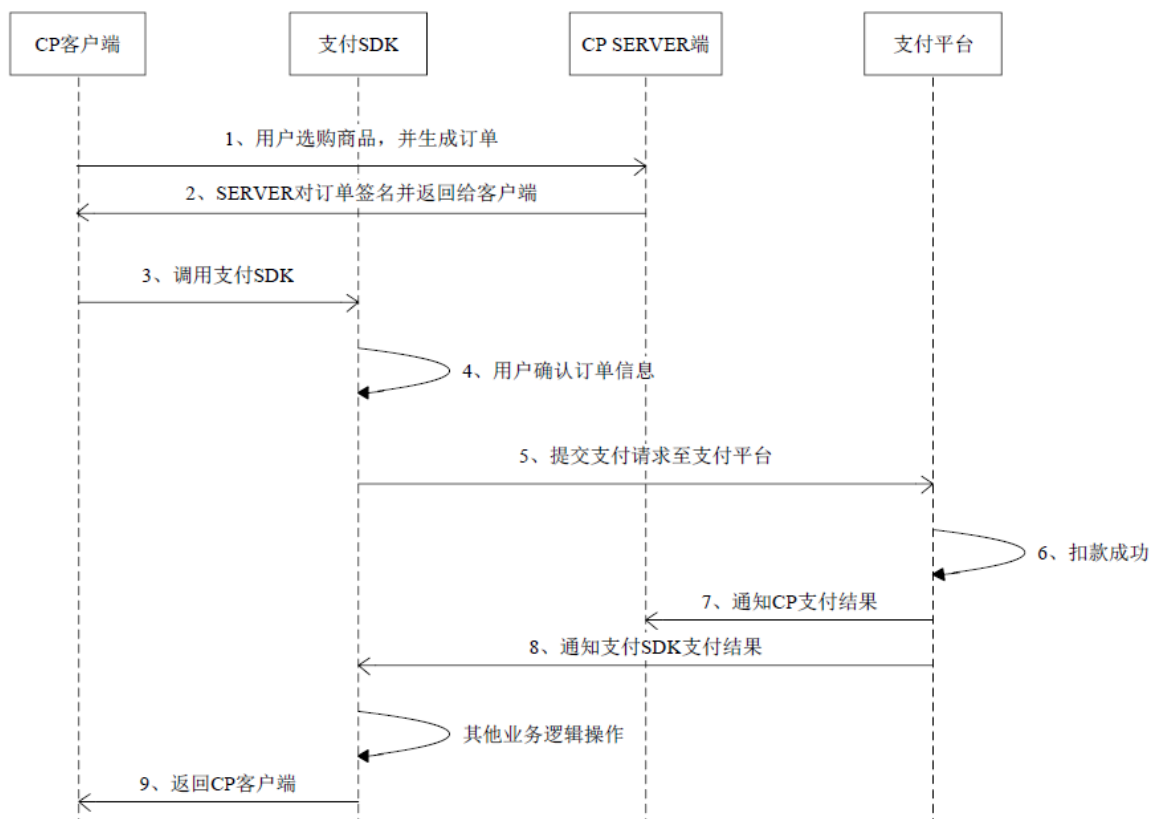 CP客户端
支付SDK
CP SERVER端
支付平台
1、用户选购商品，并生成订单
2、SERVER对订单签名并返回给客户端
3、调用支付SDK
4、用户确认订单信息
5、提交支付请求至支付平台
6、扣款成功
7、通知CP支付结果
8、通知支付SDK支付结果
其他业务逻辑操作
9、返回CP客户端